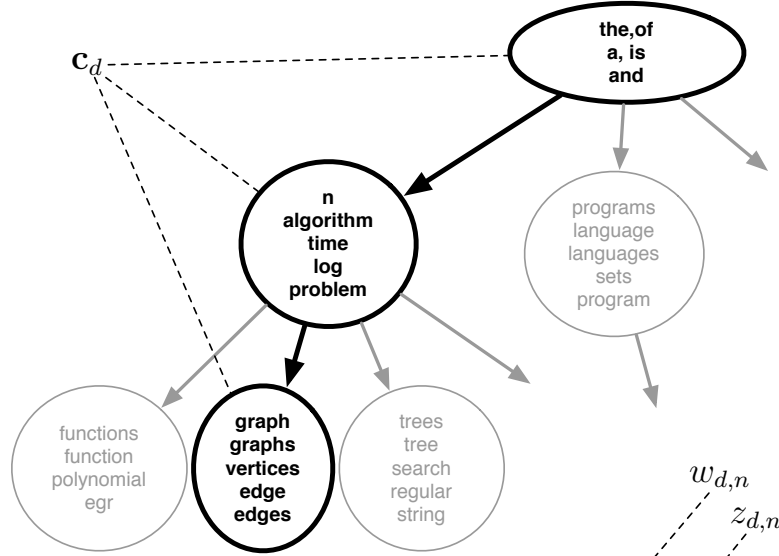 the,of
a, is
and
c_d
n
algorithm
time
log
problem
programs
language
languages
sets
program
functions
function
polynomial
egr
graph
graphs
vertices
edge
edges
trees
tree
search
regular
string
w_{d,n}
z_{d,n}